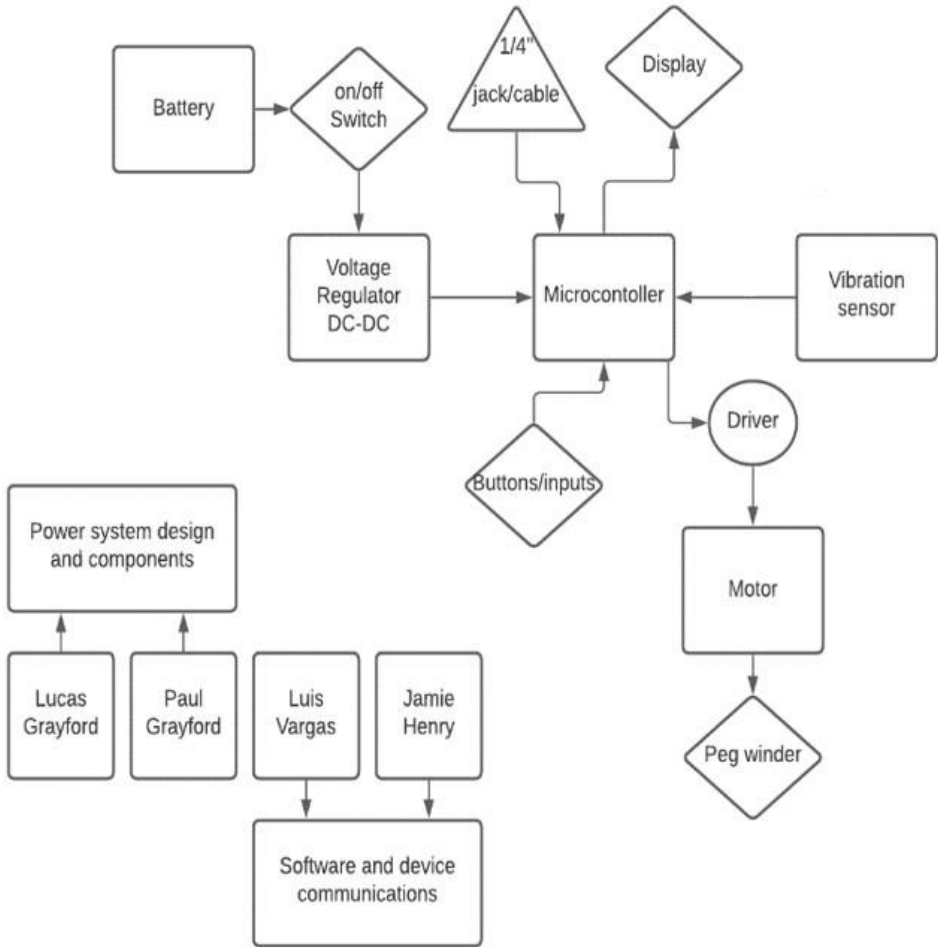 1/4"
jack/cable
Display
Battery
on/off
Switch
Voltage
Regulator
DC-DC
Microcontoller
Vibration
sensor
Driver
Buttons/inputs
Motor
Peg winder
Power system design
and components
Lucas
Grayford
Paul
Grayford
Luis
Vargas
Jamie
Henry
Software and device
communications